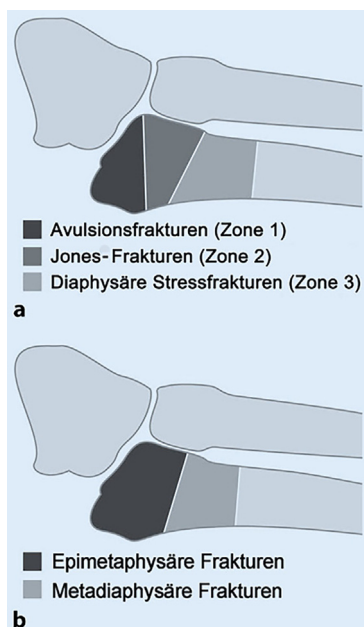 Avulsionsfrakturen (Zone 1)
Jones-Frakturen (Zone 2)
Diaphysäre Stressfrakturen (Zone 3)
a
Epimetaphysäre Frakturen
Metadiaphysäre Frakturen
b